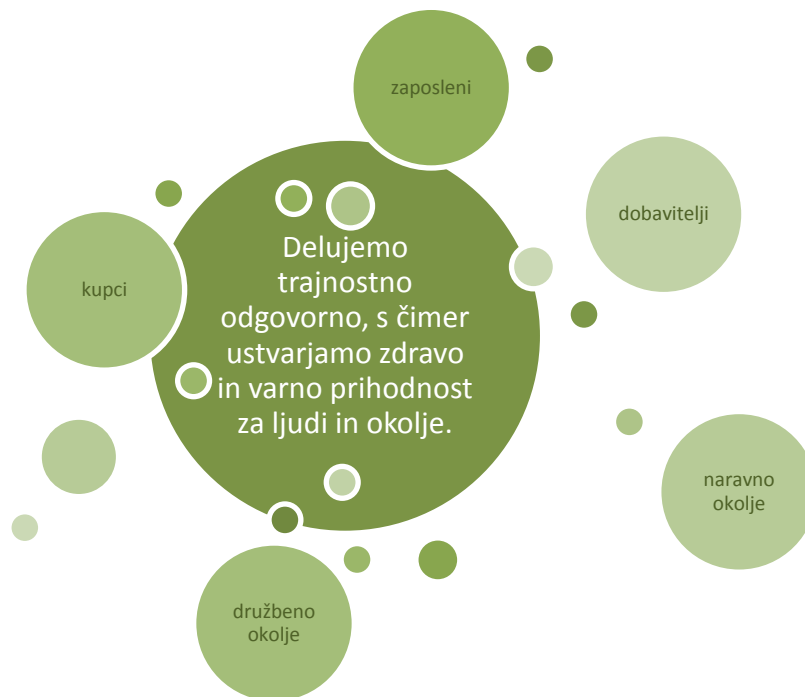 zaposleni
dobavitelji
kupci
Delujemo
trajnostno
odgovorno, s čimer
ustvarjamo zdravo
in varno prihodnost
za ljudi in okolje.
naravno
okolje
družbeno
okolje